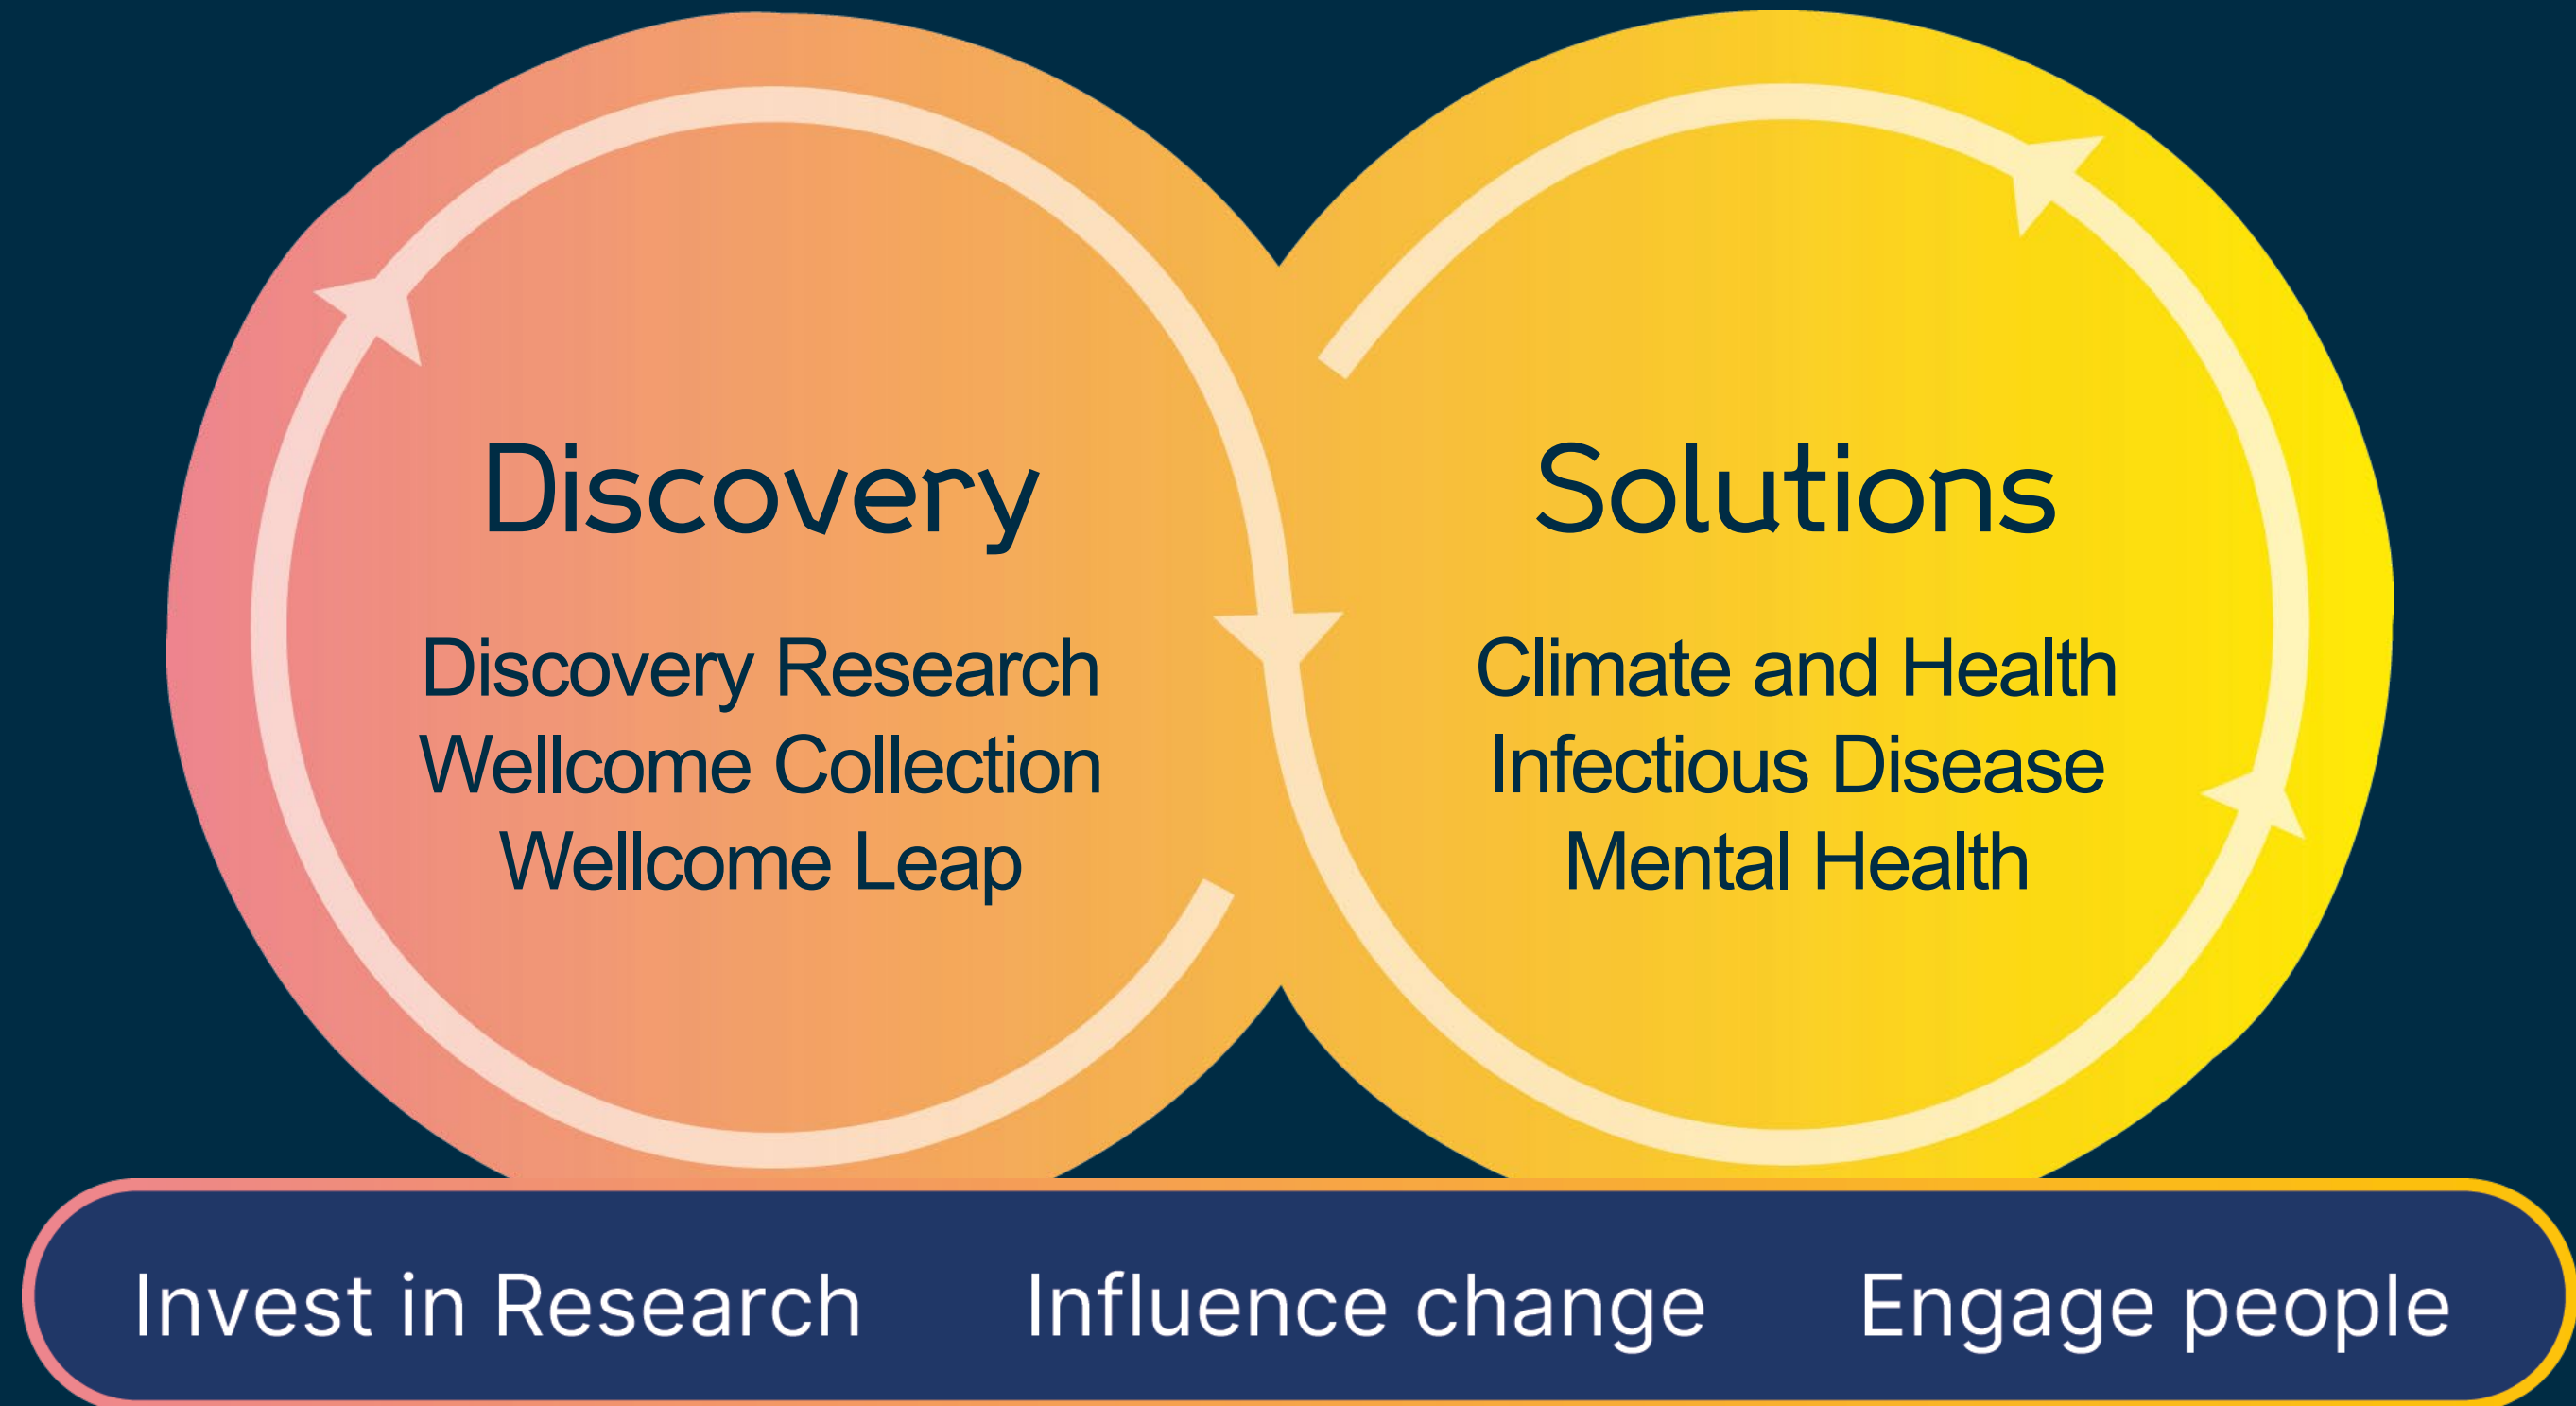 Discovery
Discovery Research
Wellcome Collection
Wellcome Leap
Solutions
Climate and Health
Infectious Disease
Mental Health
Invest in Research
Influence change
Engage people